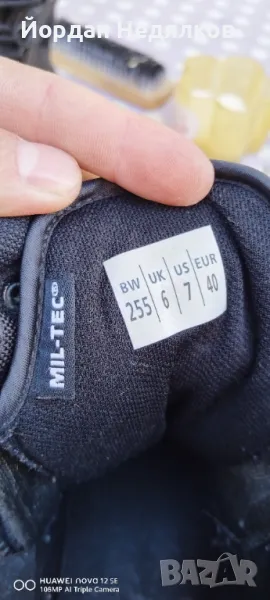 Йордан Недялков
BW UK US EUR
255 6 7 40
MIL-TEC®
HUAWEI nova 12 SE
108MP AI Triple Camera
BAZAR